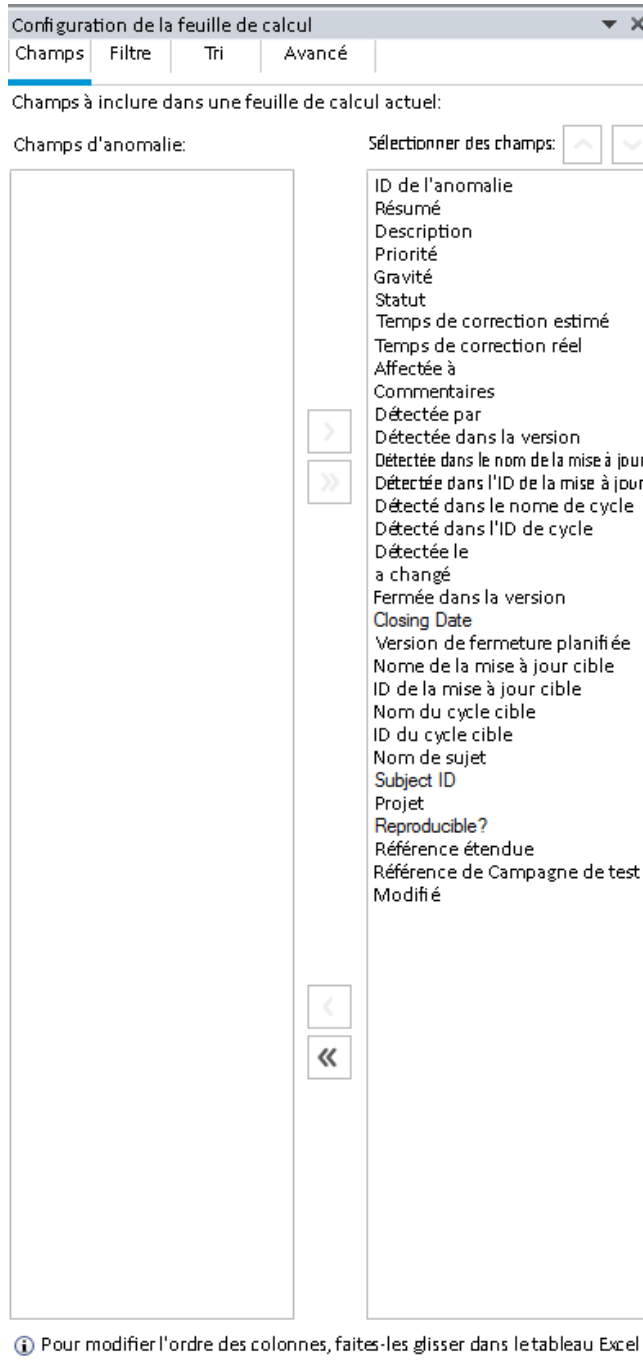 Configuration de la feuille de calcul
Champs Filtre Tri Avancé
Champs à inclure dans une feuille de calcul actuel:
Champs d'anomalie:
Sélectionner des champs:
ID de l'anomalie
Résumé
Description
Priorité
Gravité
Statut
Temps de correction estimé
Temps de correction réel
Affectée à
Commentaires
Détectée par
Détectée dans la version
Détectée dans le nom de la mise à jour
Détectée dans l'ID de la mise à jour
Détecté dans le nome de cycle
Détecté dans l'ID de cycle
Détectée le
a changé
Fermée dans la version
Closing Date
Version de fermeture planifiée
Nome de la mise à jour cible
ID de la mise à jour cible
Nom du cycle cible
ID du cycle cible
Nom de sujet
Subject ID
Projet
Reproducible?
Référence étendue
Référence de Campagne de test
Modifié
Pour modifier l'ordre des colonnes, faites-les glisser dans le tableau Excel